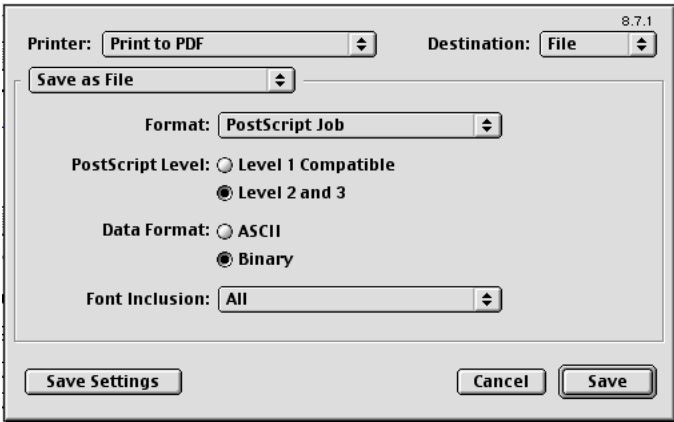 8.7.1
Printer: Print to PDF Destination: File
Save as File
Format: PostScript Job
PostScript Level: Level 1 Compatible
Level 2 and 3
Data Format: ASCII
Binary
Font Inclusion: All
Save Settings Cancel Save